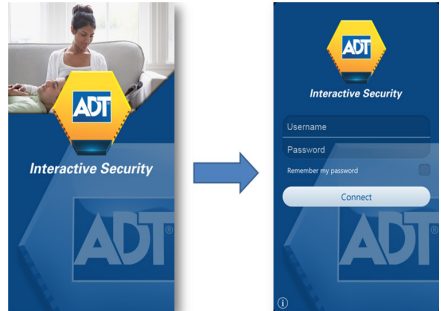 ADT
Interactive Security
ADT®
ADT
Interactive Security
Username
Password
Remember my password
Connect
ADT®
i